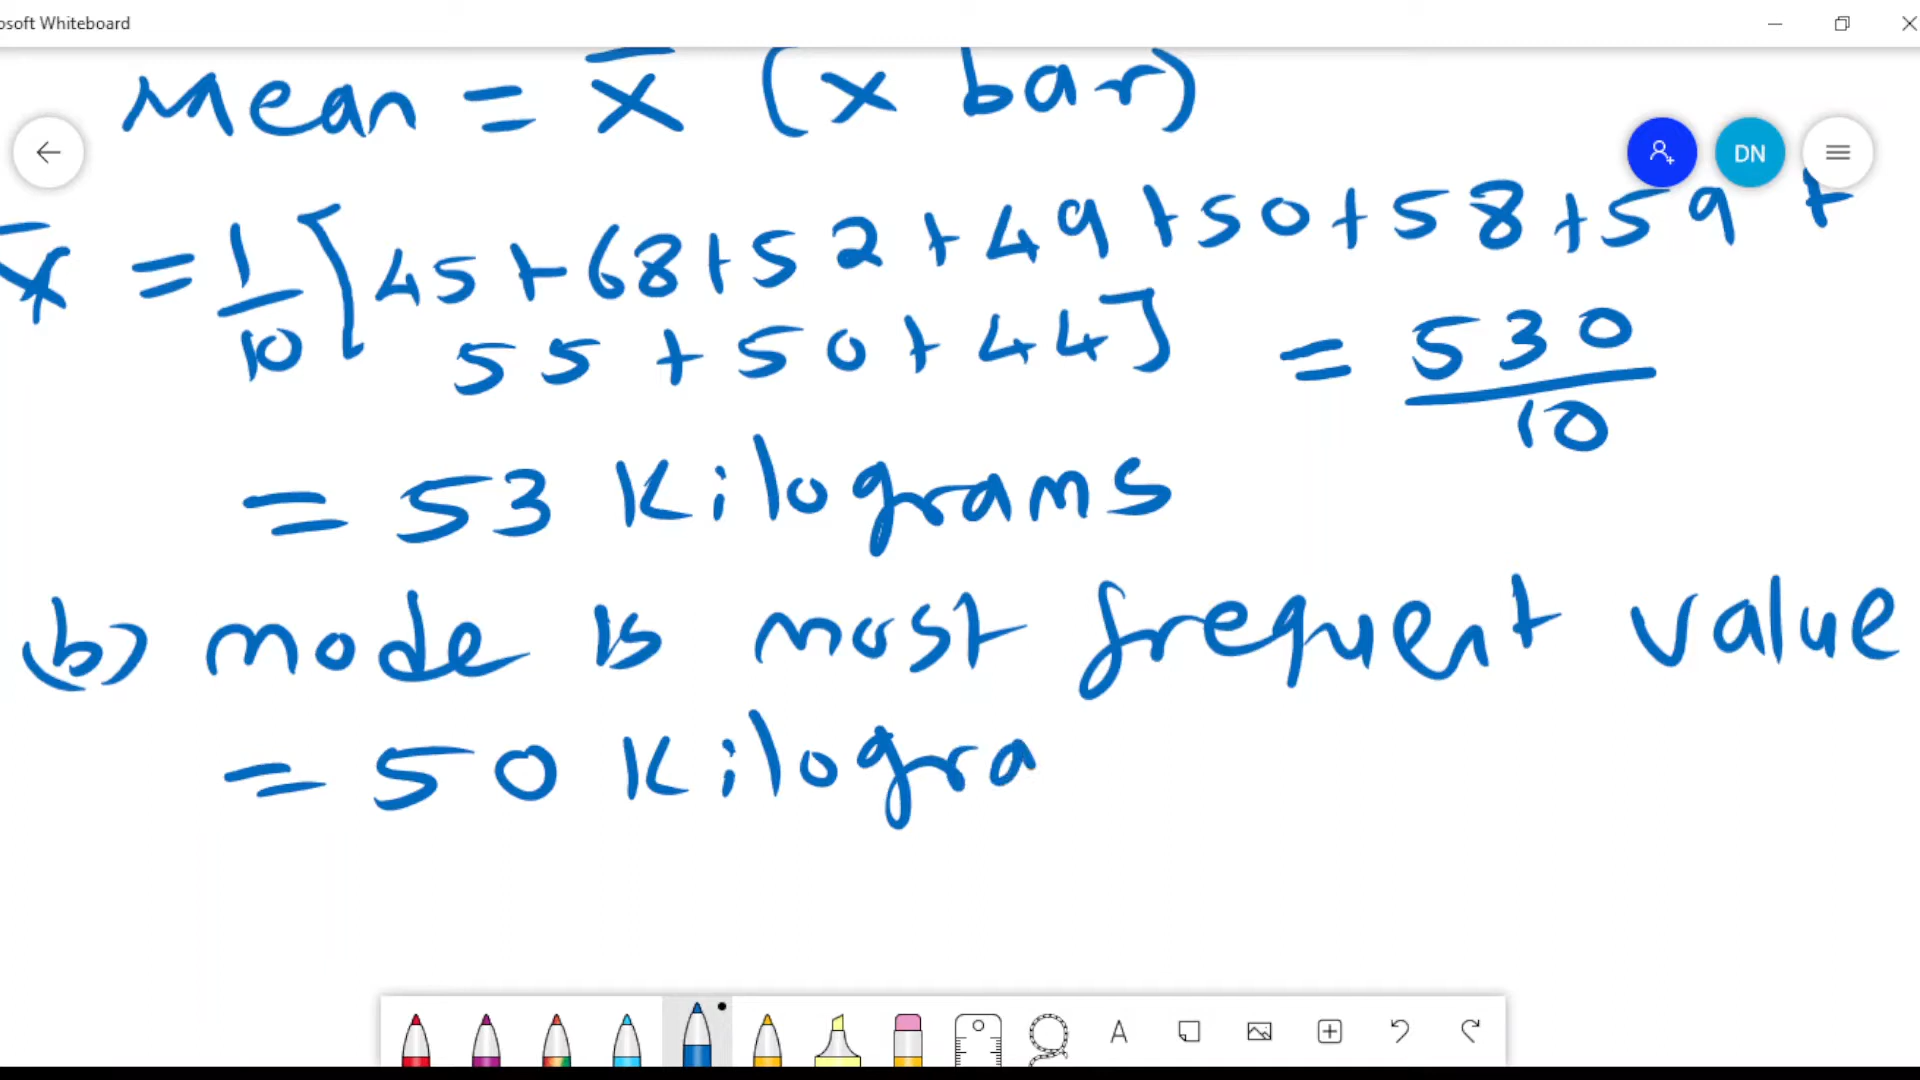 osoft Whiteboard
Mean = x̄ (x bar)
DN
x̄ = 1/10 [45+68+52+49+50+58+59+
55+50+44] = 530/10
= 53 Kilograms
(b) mode is most frequent value
= 50 Kilogra
A